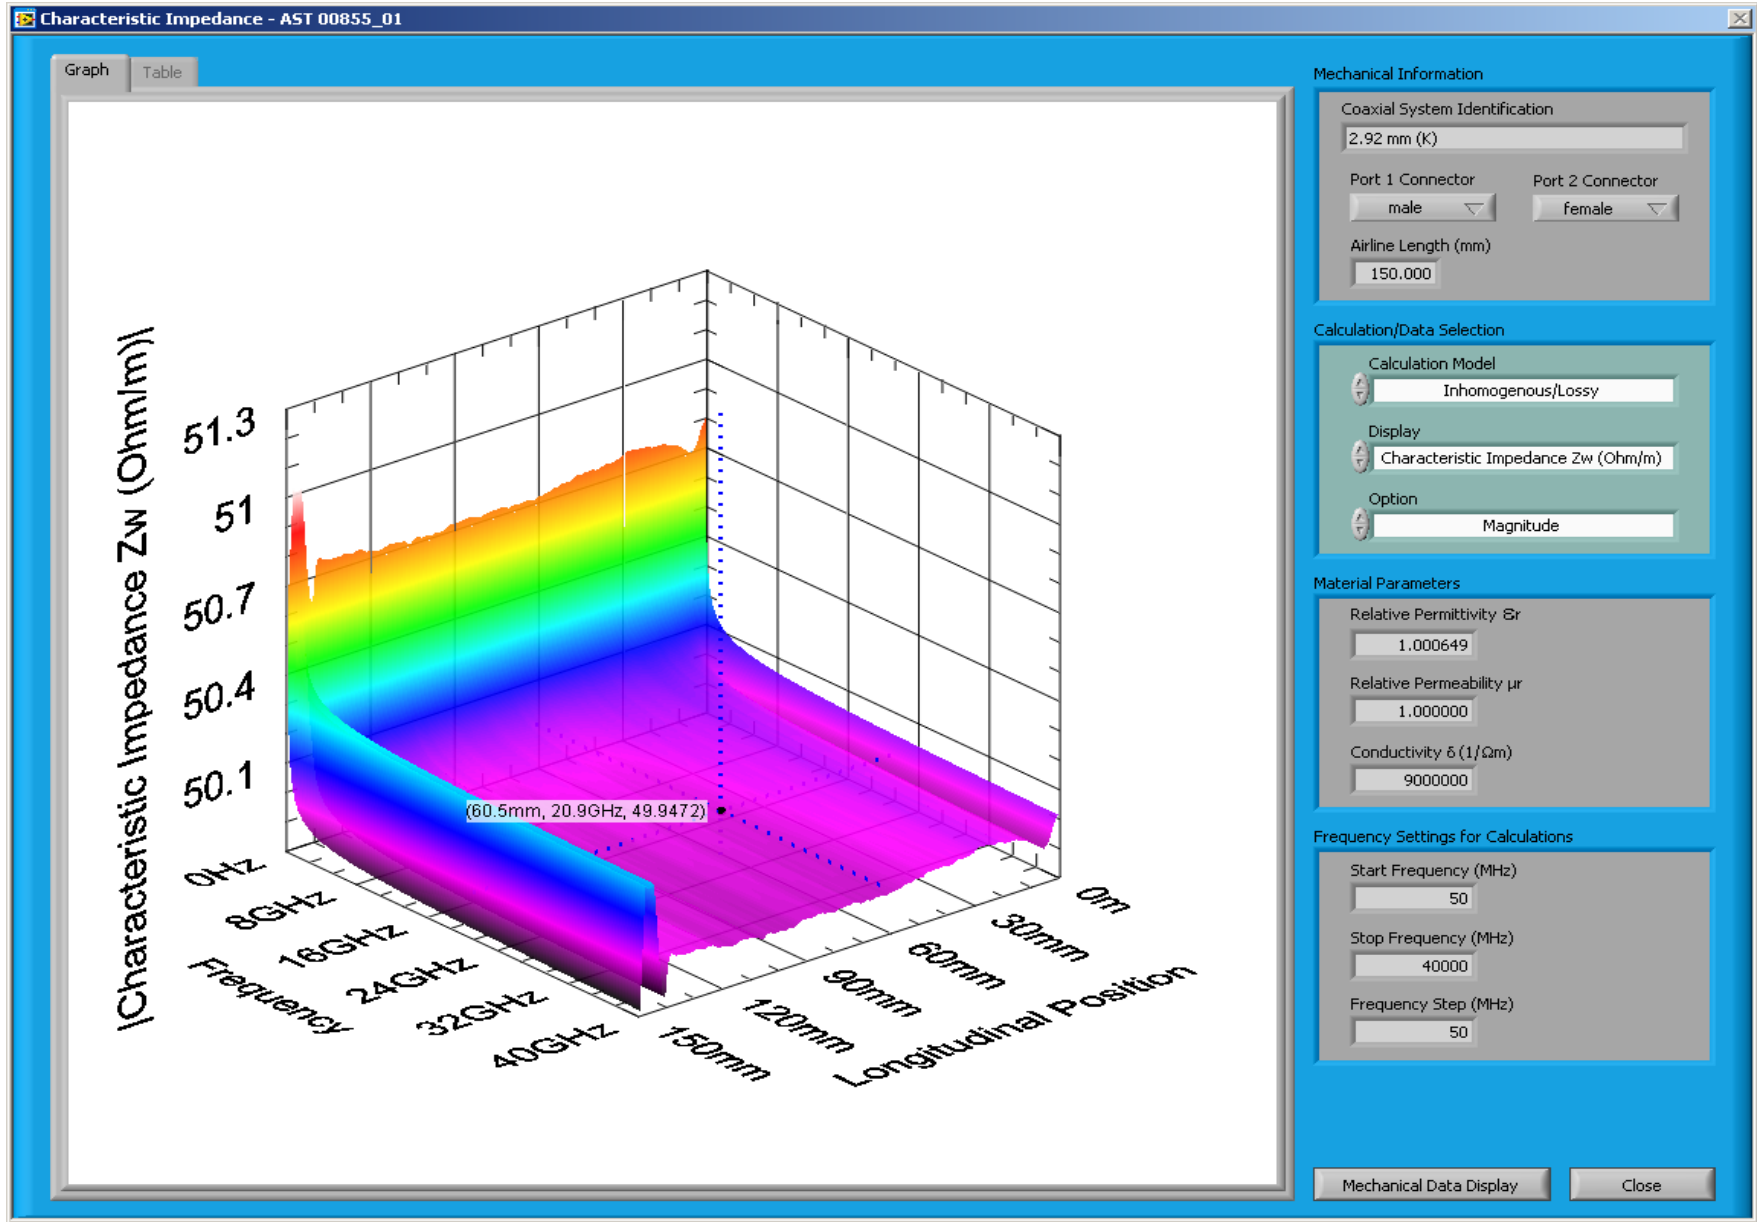 Characteristic Impedance - AST 00855_01
Graph
Table
|Characteristic Impedance Zw (Ohm/m)|
51.3
51
50.7
50.4
50.1
0Hz
8GHz
16GHz
24GHz
32GHz
40GHz
Frequency
(60.5mm, 20.9GHz, 49.9472)
0m
30mm
60mm
90mm
120mm
150mm
Longitudinal Position
Mechanical Information
Coaxial System Identification
2.92 mm (K)
Port 1 Connector
Port 2 Connector
male
female
Airline Length (mm)
150.000
Calculation/Data Selection
Calculation Model
Inhomogenous/Lossy
Display
Characteristic Impedance Zw (Ohm/m)
Option
Magnitude
Material Parameters
Relative Permittivity εr
1.000649
Relative Permeability μr
1.000000
Conductivity δ (1/Ωm)
9000000
Frequency Settings for Calculations
Start Frequency (MHz)
50
Stop Frequency (MHz)
40000
Frequency Step (MHz)
50
Mechanical Data Display
Close